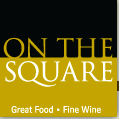 ON THE
SQUARE
Great Food • Fine Wine